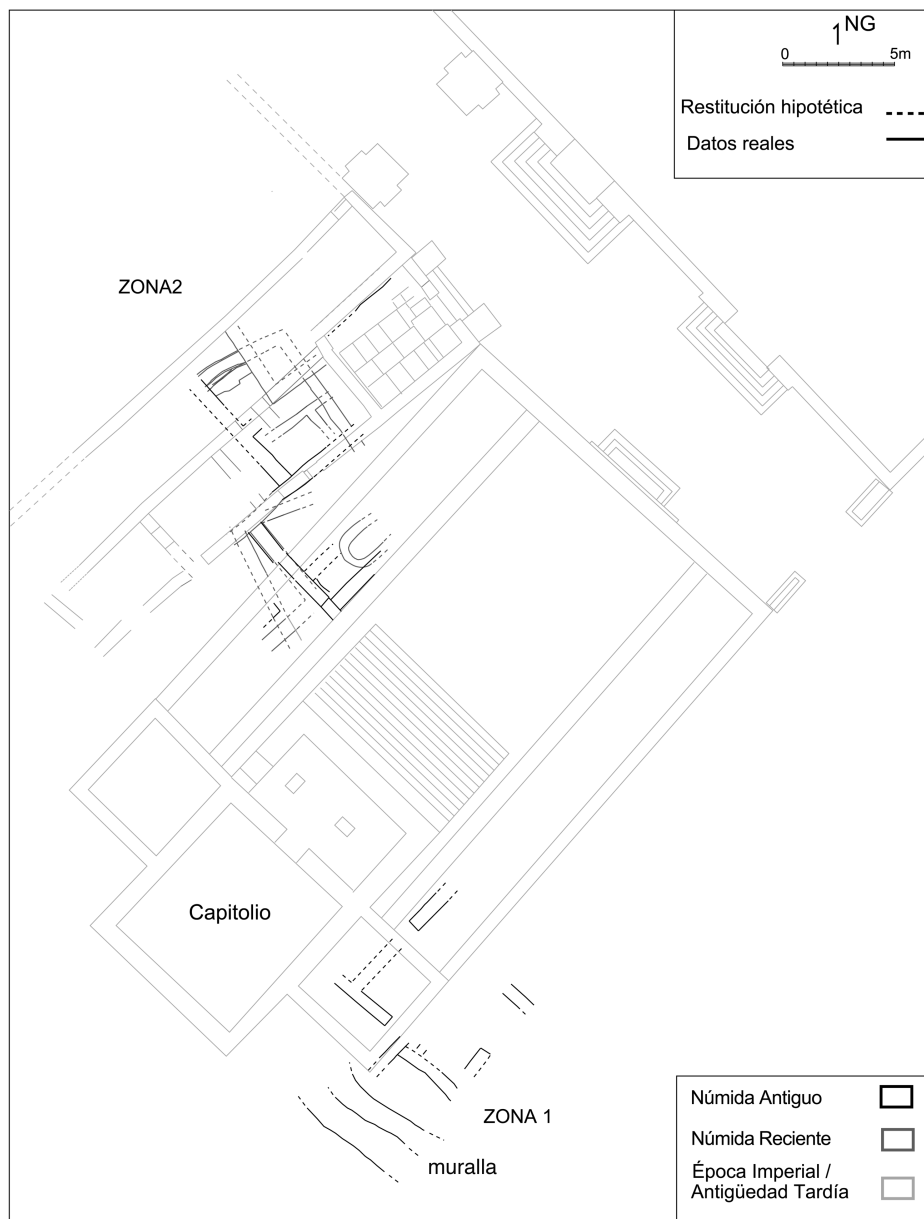 1NG
0 5m
Restitución hipotética
Datos reales
ZONA2
Capitolio
ZONA 1
muralla
Númida Antiguo
Númida Reciente
Época Imperial /
Antigüedad Tardía